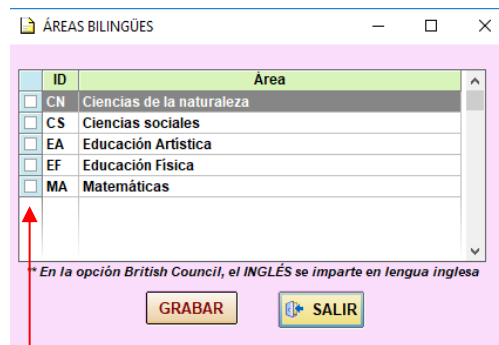 ÁREAS BILINGÜES
ID Área
CN Ciencias de la naturaleza
CS Ciencias sociales
EA Educación Artística
EF Educación Física
MA Matemáticas
** En la opción British Council, el INGLÉS se imparte en lengua inglesa
GRABAR SALIR